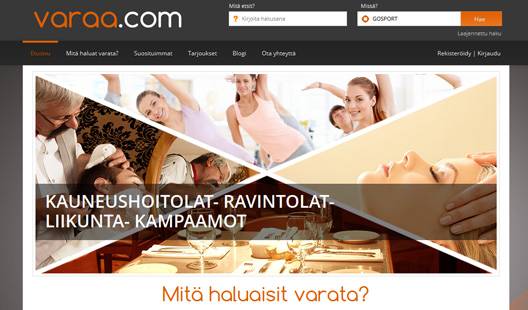 varaa.com
Mitä etsit?
Missä?
? Kirjoita hakusana
GOSPORT
Hae
Laajennettu haku
Etusivu Mitä haluat varata? Suosituimmat Tarjoukset Blogi Ota yhteyttä Rekisteröidy | Kirjaudu
KAUNEUSHOITOLAT- RAVINTOLAT-
LIIKUNTA- KAMPAAMOT
Mitä haluaisit varata?